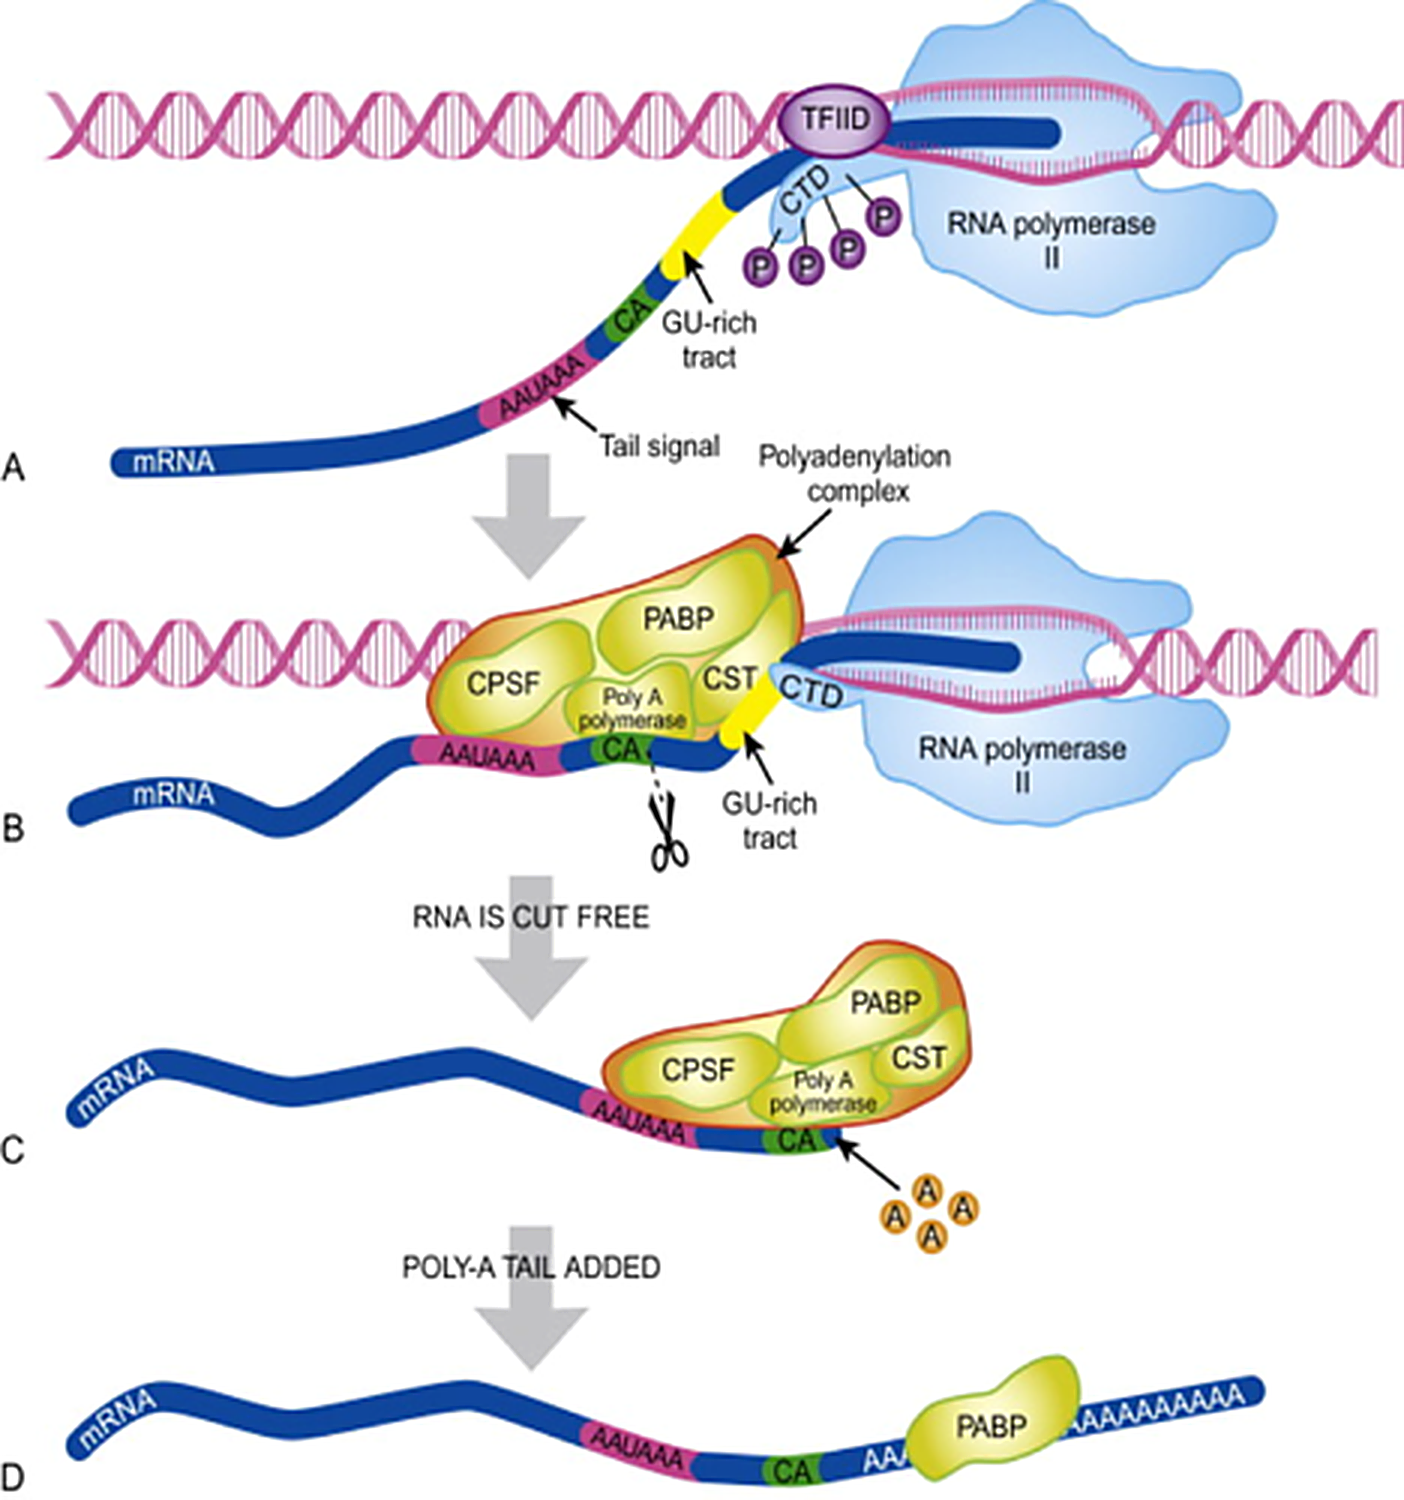 TFIID
CTD
P
P
P
P
RNA polymerase
II
GU-rich
tract
CA
AAUAAA
Tail signal
mRNA
A
Polyadenylation
complex
PABP
CPSF
CST
Poly A
polymerase
CTD
AAUAAA
CA
RNA polymerase
II
mRNA
GU-rich
tract
B
RNA IS CUT FREE
PABP
CPSF
CST
Poly A
polymerase
mRNA
AAUAAA
CA
C
A
A
A
A
POLY-A TAIL ADDED
mRNA
AAUAAA
CA
AAA
PABP
AAAAAAAAAA
D